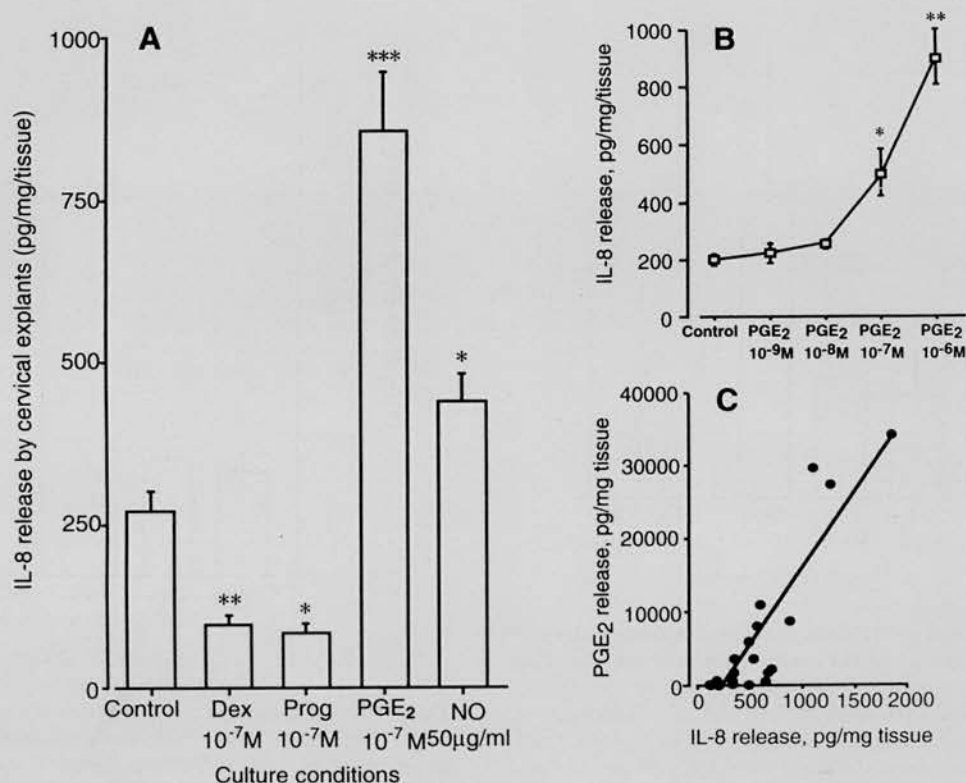 A
IL-8 release by cervical explants (pg/mg/tissue)
1000
750
500
250
0
***
**
*
*
Control
Dex
10⁻⁷M
Prog
10⁻⁷M
PGE₂
10⁻⁷M
NO
50µg/ml
Culture conditions
B
IL-8 release, pg/mg/tissue
1000
800
600
400
200
0
**
*
Control
PGE₂
10-⁹M
PGE₂
10-⁸M
PGE₂
10-⁷M
PGE₂
10-⁶M
C
PGE₂ release, pg/mg tissue
40000
30000
20000
10000
0
0
500
1000
1500
2000
IL-8 release, pg/mg tissue